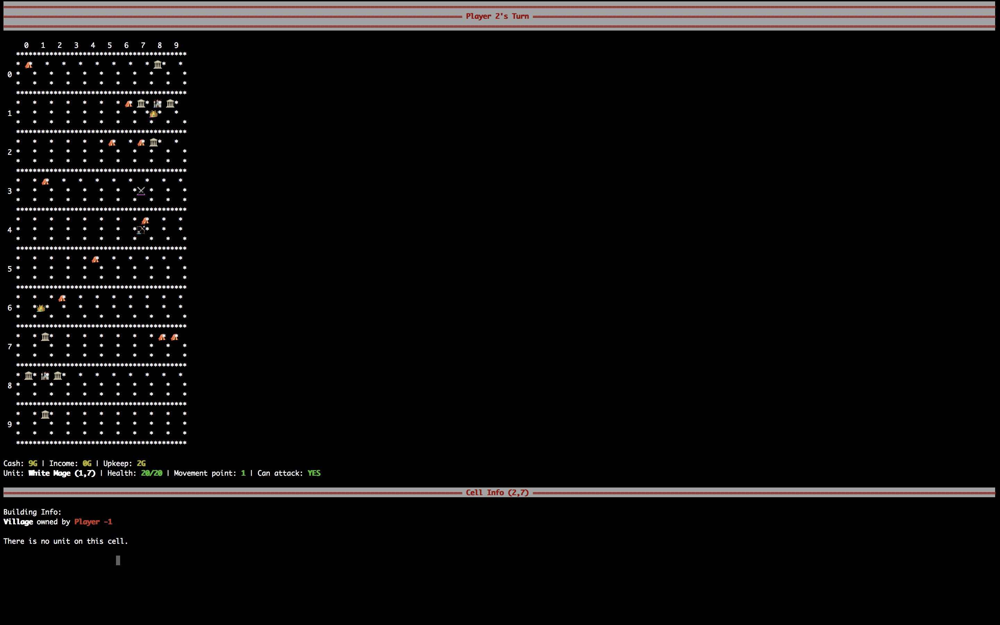 Player 2's Turn
0 1 2 3 4 5 6 7 8 9
0
1
2
3
4
5
6
7
8
9
Cash: 9G | Income: 0G | Upkeep: 2G
Unit: White Mage (1,7) | Health: 20/20 | Movement point: 1 | Can attack: YES
Cell Info (2,7)
Building Info:
Village owned by Player -1
There is no unit on this cell.